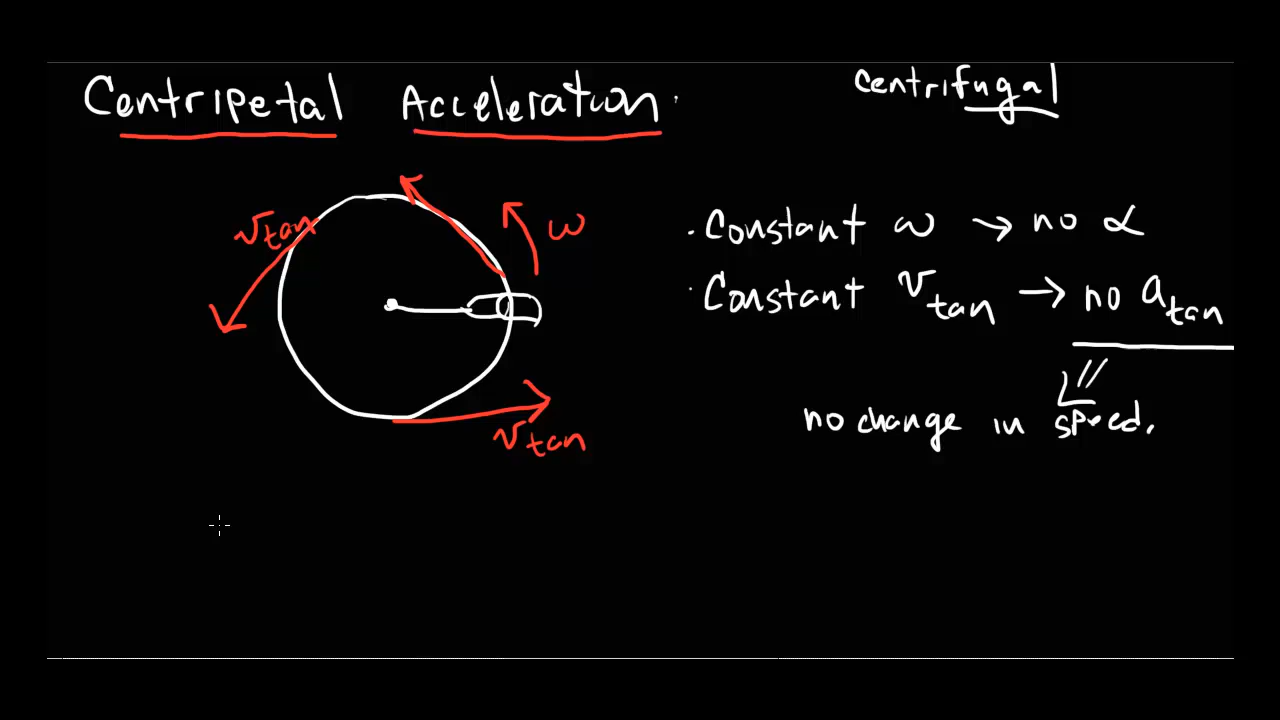 Centripetal Acceleration.
centrifugal
v tan
ω
v tan
• Constant ω → no α
• Constant v tan → no a tan
no change in speed.